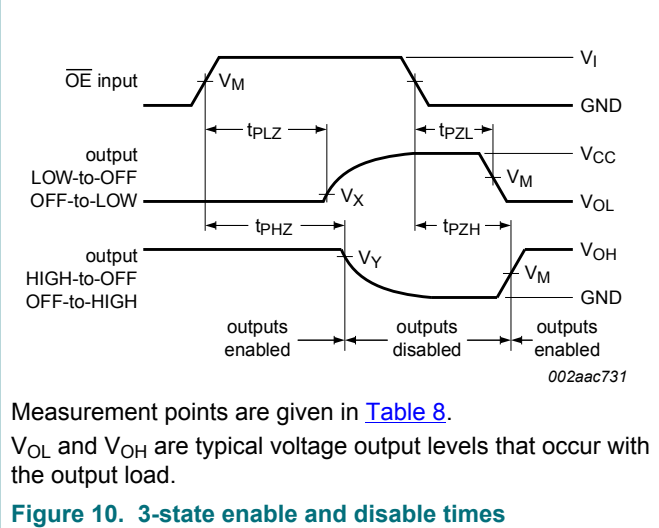 V_I
OE input
V_M
GND
t_PLZ
t_PZL
output
LOW-to-OFF
OFF-to-LOW
V_CC
V_M
V_X
V_OL
t_PHZ
t_PZH
output
HIGH-to-OFF
OFF-to-HIGH
V_Y
V_OH
V_M
GND
outputs
enabled
outputs
disabled
outputs
enabled
002aac731
Measurement points are given in Table 8.
V_OL and V_OH are typical voltage output levels that occur with
the output load.
Figure 10. 3-state enable and disable times